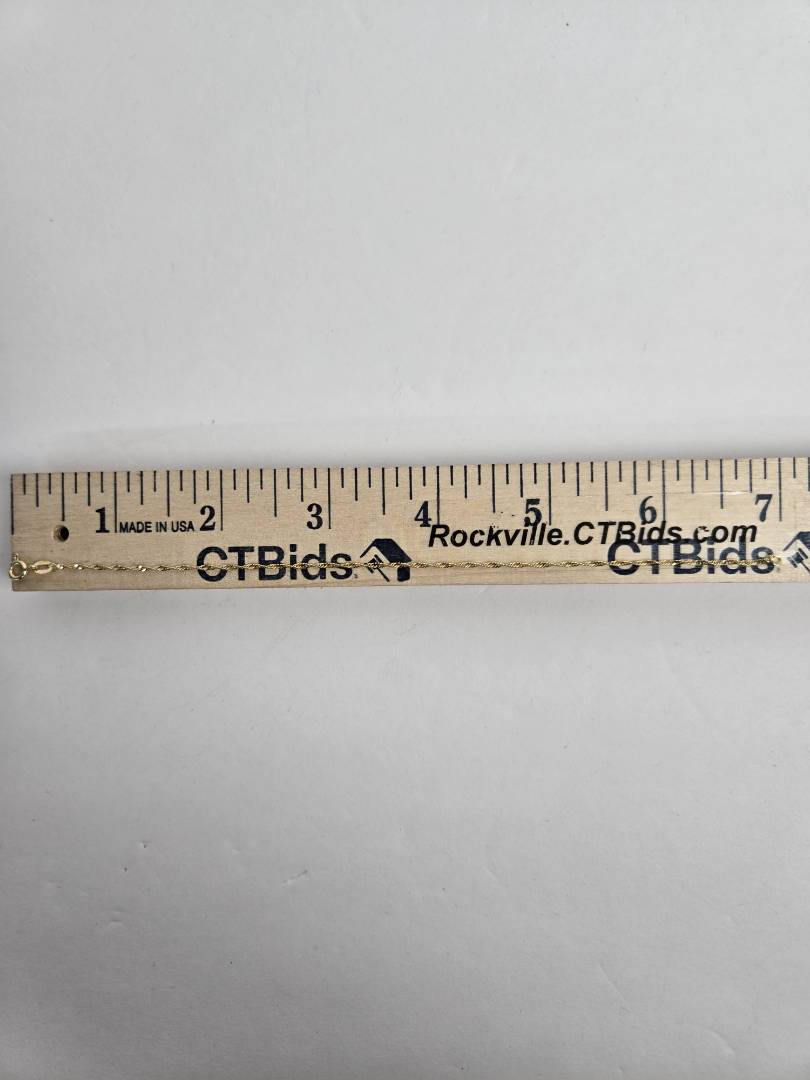 1 MADE IN USA 2 3 4 5 6 7
Rockville.CTBids.com
CTBids. CTBids